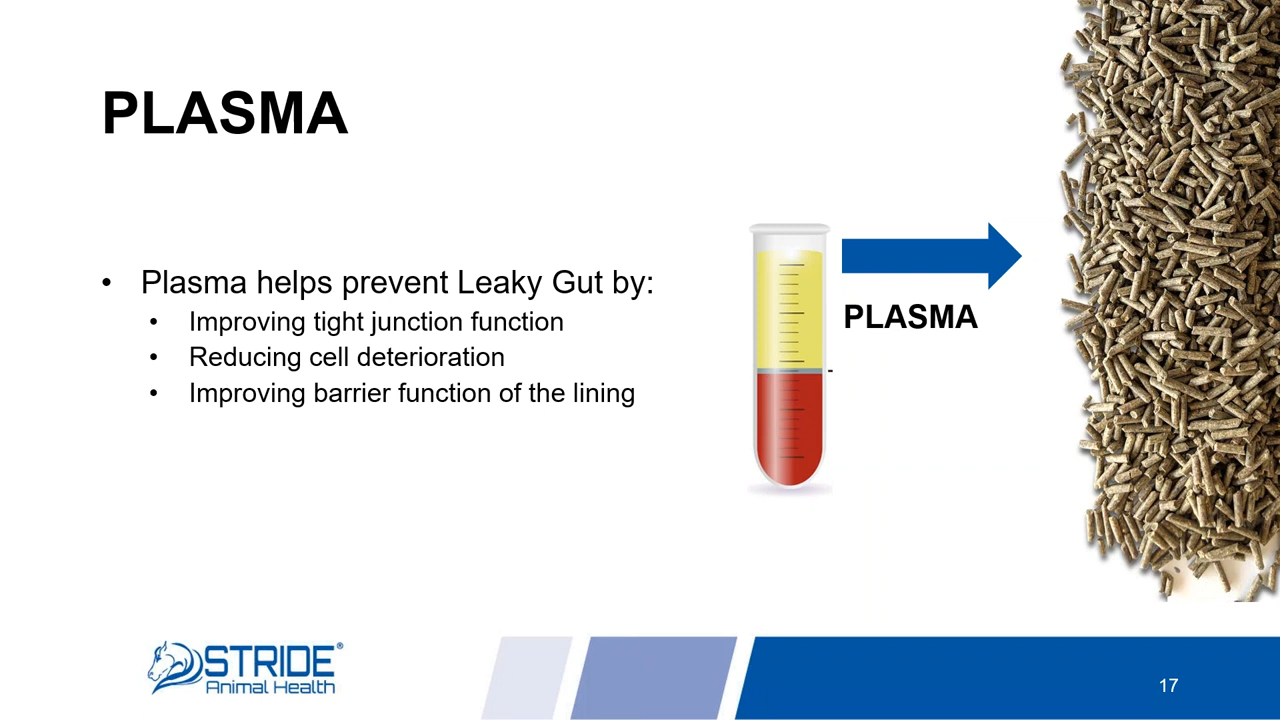 PLASMA
• Plasma helps prevent Leaky Gut by:
• Improving tight junction function
• Reducing cell deterioration
• Improving barrier function of the lining
PLASMA
STRIDE®
Animal Health
17